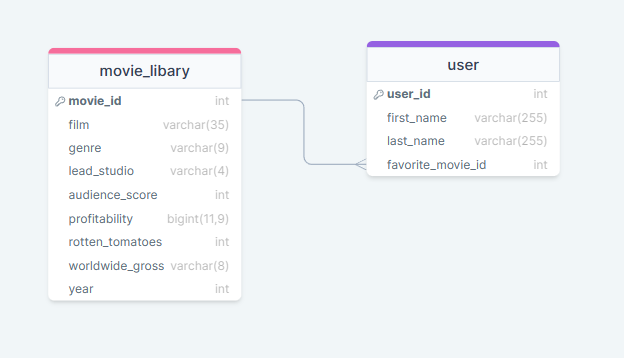 movie_libary
movie_id int
film varchar(35)
genre varchar(9)
lead_studio varchar(4)
audience_score int
profitability bigint(11,9)
rotten_tomatoes int
worldwide_gross varchar(8)
year int
user
user_id int
first_name varchar(255)
last_name varchar(255)
favorite_movie_id int